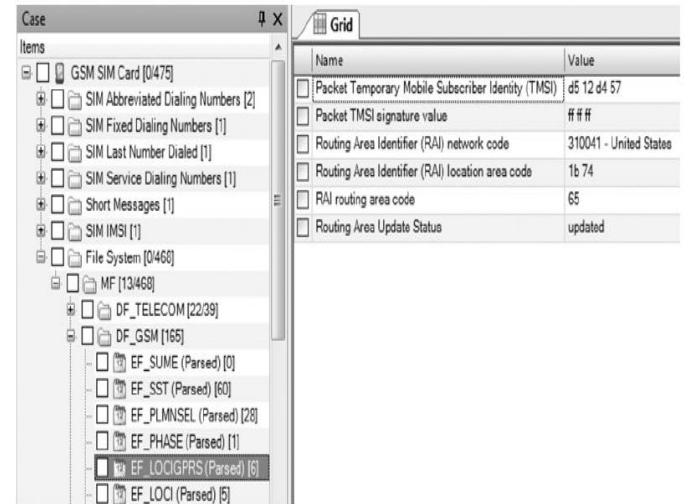 Case
Items
GSM SIM Card [0/475]
SIM Abbreviated Dialing Numbers [2]
SIM Fixed Dialing Numbers [1]
SIM Last Number Dialed [1]
SIM Service Dialing Numbers [1]
Short Messages [1]
SIM IMSI [1]
File System [0/468]
MF [13/468]
DF_TELECOM [22/39]
DF_GSM [165]
EF_SUME (Parsed) [0]
EF_SST (Parsed) [60]
EF_PLMNSEL (Parsed) [28]
EF_PHASE (Parsed) [1]
EF_LOCIGPRS (Parsed) [6]
EF_LOCI (Parsed) [5]
Grid
Name Value
Packet Temporary Mobile Subscriber Identity (TMSI) d5 12 d4 57
Packet TMSI signature value ff ff ff
Routing Area Identifier (RAI) network code 310041 - United States
Routing Area Identifier (RAI) location area code 1b 74
RAI routing area code 65
Routing Area Update Status updated